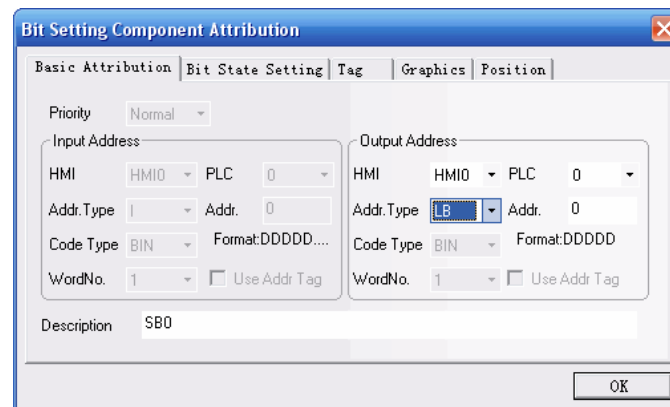 Bit Setting Component Attribution
Basic Attribution Bit State Setting Tag Graphics Position
Priority Normal
Input Address Output Address
HMI HMI0 PLC 0 HMI HMI0 PLC 0
Addr.Type I Addr. 0 Addr.Type LB Addr. 0
Code Type BIN Format:DDDDD.... Code Type BIN Format:DDDDD
WordNo. 1 Use Addr Tag WordNo. 1 Use Addr Tag
Description SB0
OK